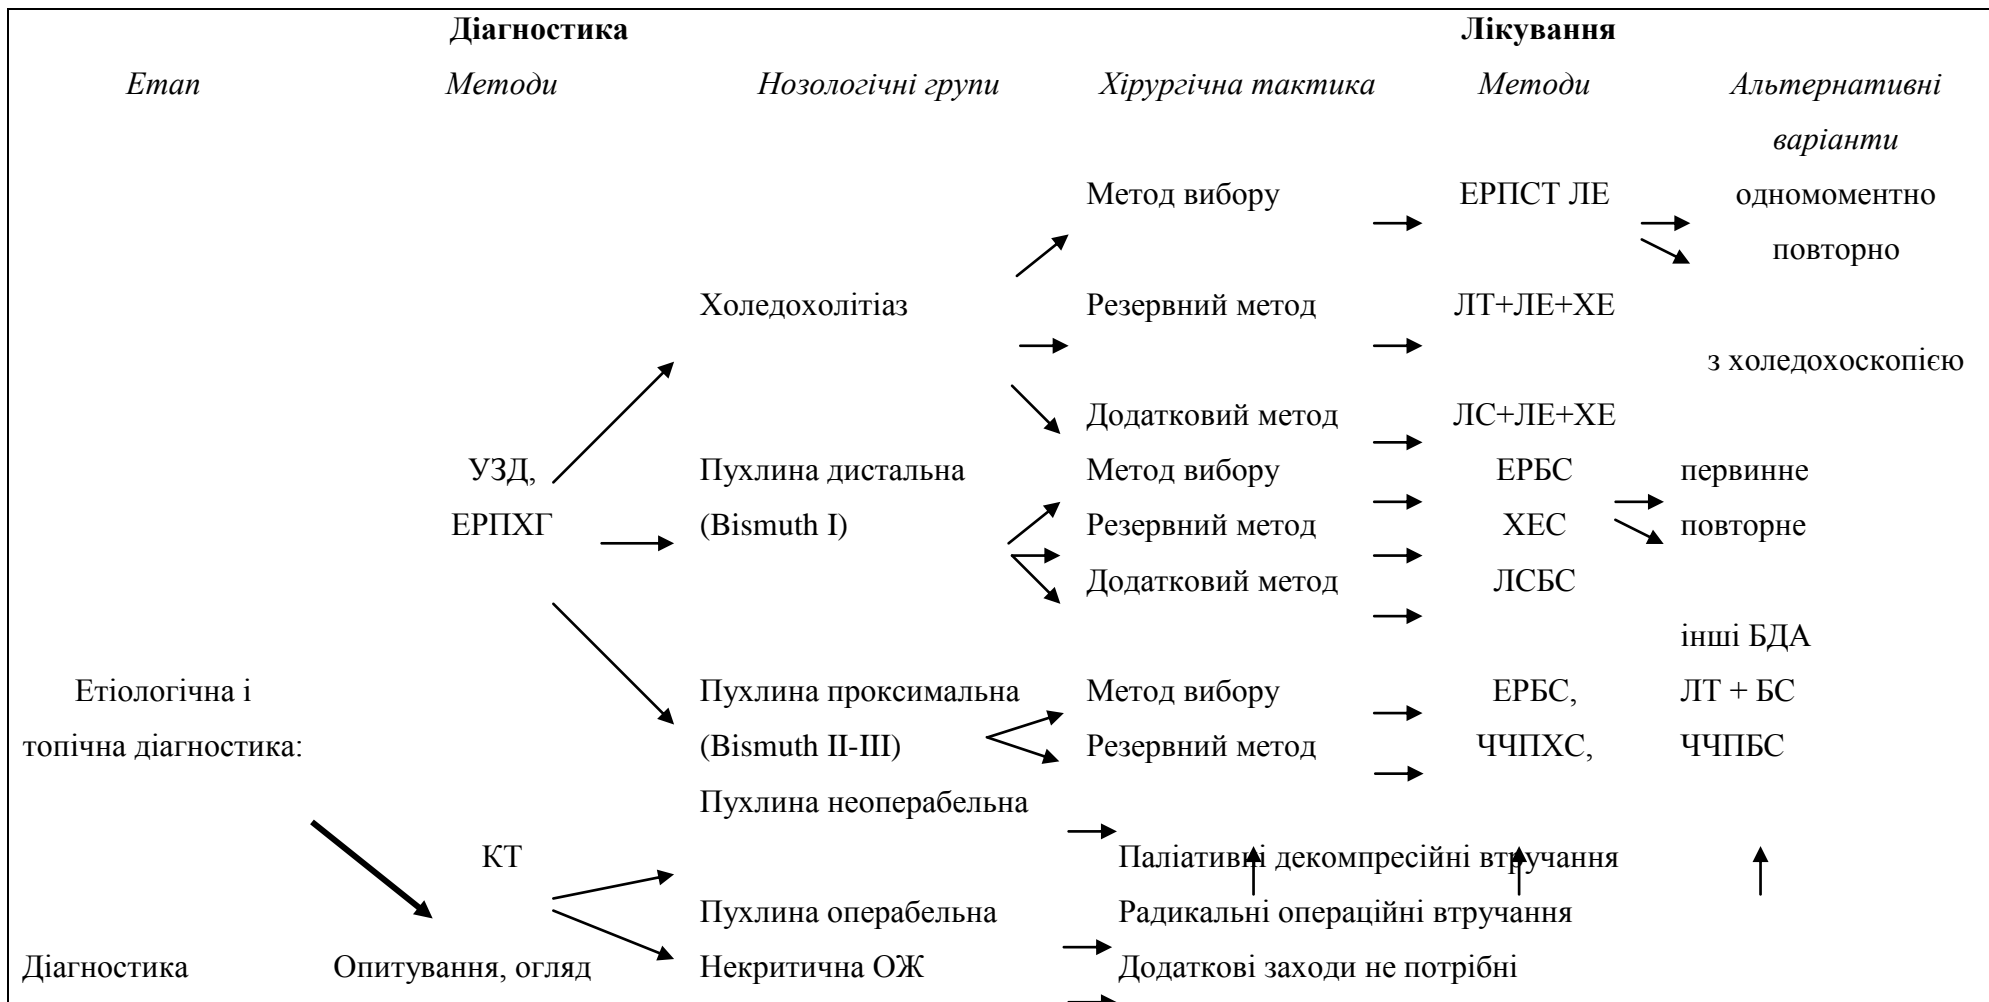 Діагностика Лікування
Етап Методи Нозологічні групи Хірургічна тактика Методи Альтернативні
варіанти
Метод вибору ЕРПСТ ЛЕ одномоментно
повторно
Холедохолітіаз Резервний метод ЛТ+ЛЕ+ХЕ
з холедохоскопією
Додатковий метод ЛС+ЛЕ+ХЕ
УЗД, Пухлина дистальна Метод вибору ЕРБС первинне
ЕРПХГ (Bismuth I) Резервний метод ХЕС повторне
Додатковий метод ЛСБС
інші БДА
Етіологічна і Пухлина проксимальна Метод вибору ЕРБС, ЛТ + БС
топічна діагностика: (Bismuth II-III) Резервний метод ЧЧПХС, ЧЧПБС
Пухлина неоперабельна
КТ Паліативні декомпресійні втручання
Пухлина операбельна Радикальні операційні втручання
Діагностика Опитування, огляд Некритична ОЖ Додаткові заходи не потрібні